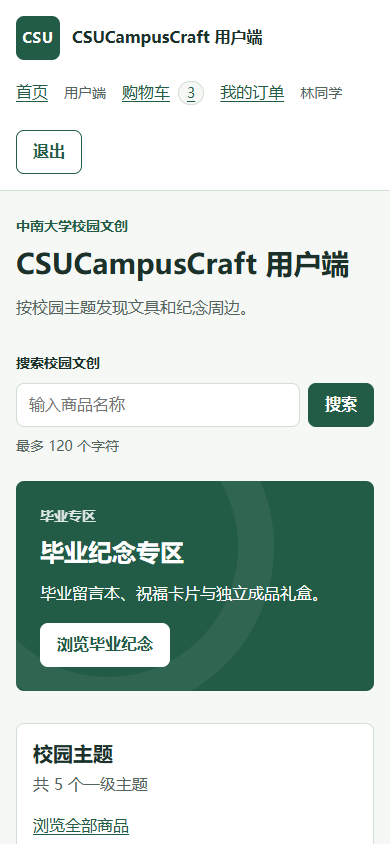 CSU CSUCampusCraft 用户端
首页 用户端 购物车 3 我的订单 林同学
退出
中南大学校园文创
CSUCampusCraft 用户端
按校园主题发现文具和纪念周边。
搜索校园文创
输入商品名称 搜索
最多 120 个字符
毕业专区
毕业纪念专区
毕业留言本、祝福卡片与独立成品礼盒。
浏览毕业纪念
校园主题
共 5 个一级主题
浏览全部商品